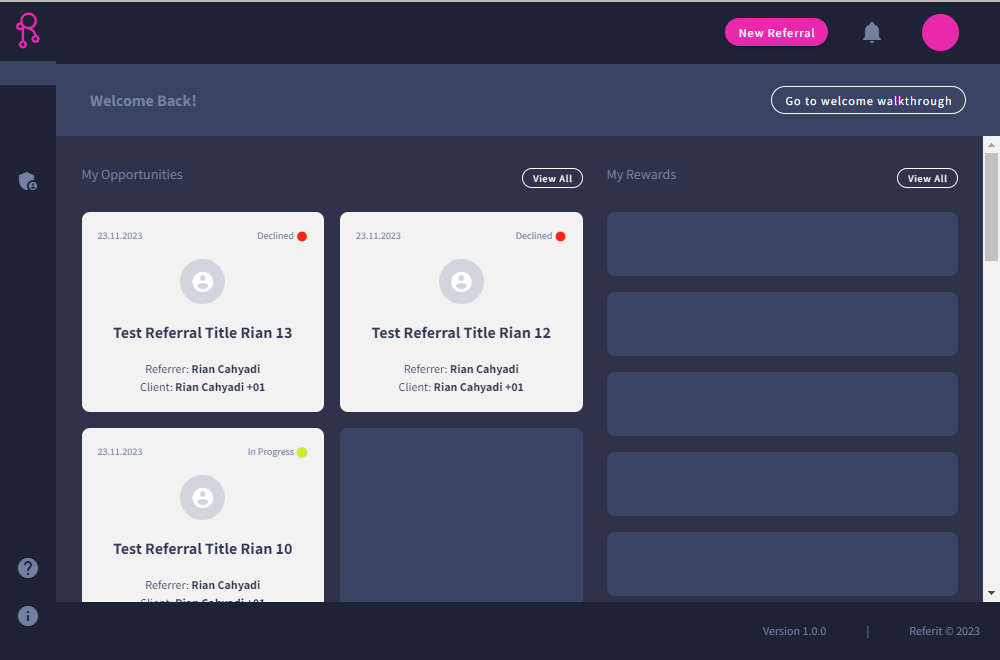 New Referral
Welcome Back!
Go to welcome walkthrough
My Opportunities
View All
My Rewards
View All
23.11.2023
Declined
Test Referral Title Rian 13
Referrer: Rian Cahyadi
Client: Rian Cahyadi +01
23.11.2023
Declined
Test Referral Title Rian 12
Referrer: Rian Cahyadi
Client: Rian Cahyadi +01
23.11.2023
In Progress
Test Referral Title Rian 10
Referrer: Rian Cahyadi
Client: Rian Cahyadi +01
Version 1.0.0
|
Referit © 2023